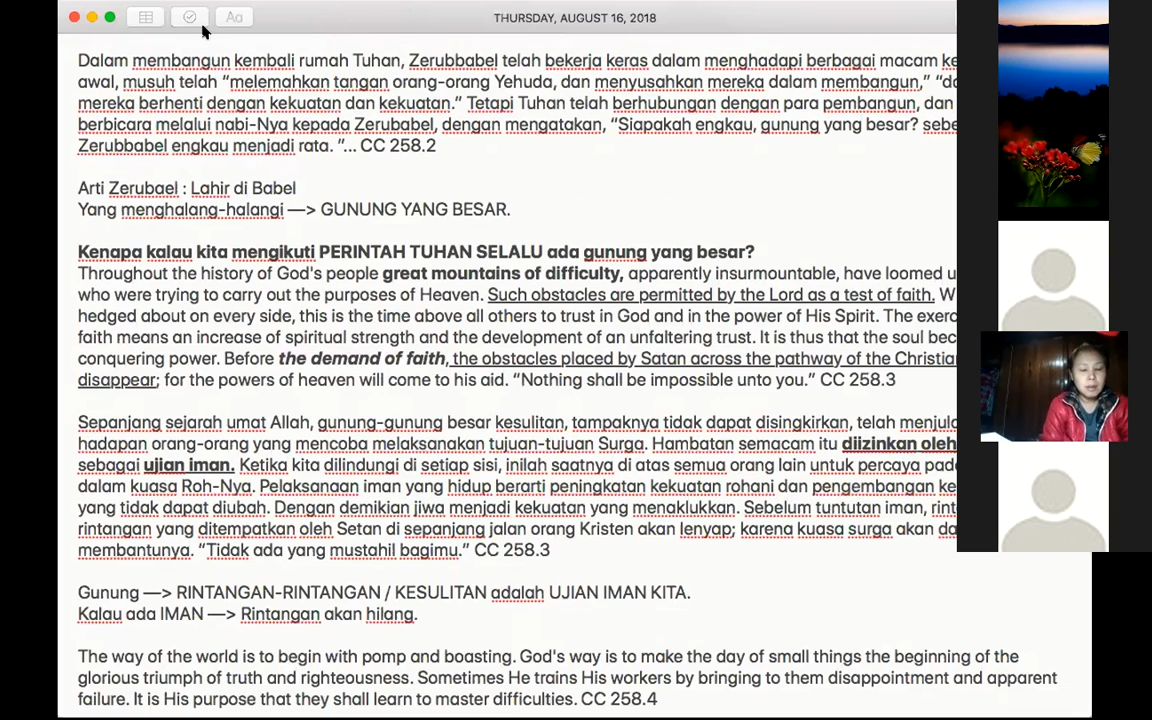 Aa
THURSDAY, AUGUST 16, 2018
Dalam membangun kembali rumah Tuhan, Zerubbabel telah bekerja keras dalam menghadapi berbagai macam
awal, musuh telah “melemahkan tangan orang-orang Yehuda, dan menyusahkan mereka dalam membangun,”
mereka berhenti dengan kekuatan dan kekuatan.” Tetapi Tuhan telah berhubungan dengan para pembangun, dan
berbicara melalui nabi-Nya kepada Zerubabel, dengan mengatakan, “Siapakah engkau, gunung yang besar?
Zerubbabel engkau menjadi rata. ”... CC 258.2
Arti Zerubael : Lahir di Babel
Yang menghalang-halangi —> GUNUNG YANG BESAR.
Kenapa kalau kita mengikuti PERINTAH TUHAN SELALU ada gunung yang besar?
Throughout the history of God's people great mountains of difficulty, apparently insurmountable, have loomed
who were trying to carry out the purposes of Heaven. Such obstacles are permitted by the Lord as a test of faith.
hedged about on every side, this is the time above all others to trust in God and in the power of His Spirit. The
faith means an increase of spiritual strength and the development of an unfaltering trust. It is thus that the soul
conquering power. Before the demand of faith, the obstacles placed by Satan across the pathway of the
disappear; for the powers of heaven will come to his aid. “Nothing shall be impossible unto you.” CC 258.3
Sepanjang sejarah umat Allah, gunung-gunung besar kesulitan, tampaknya tidak dapat disingkirkan, telah
hadapan orang-orang yang mencoba melaksanakan tujuan-tujuan Surga. Hambatan semacam itu diizinkan oleh
sebagai ujian iman. Ketika kita dilindungi di setiap sisi, inilah saatnya di atas semua orang lain untuk percaya
dalam kuasa Roh-Nya. Pelaksanaan iman yang hidup berarti peningkatan kekuatan rohani dan pengembangan
yang tidak dapat diubah. Dengan demikian jiwa menjadi kekuatan yang menaklukkan. Sebelum tuntutan iman,
rintangan yang ditempatkan oleh Setan di sepanjang jalan orang Kristen akan lenyap; karena kuasa surga akan
membantunya. “Tidak ada yang mustahil bagimu.” CC 258.3
Gunung —> RINTANGAN-RINTANGAN / KESULITAN adalah UJIAN IMAN KITA.
Kalau ada IMAN —> Rintangan akan hilang.
The way of the world is to begin with pomp and boasting. God's way is to make the day of small things the beginning of the
glorious triumph of truth and righteousness. Sometimes He trains His workers by bringing to them disappointment and apparent
failure. It is His purpose that they shall learn to master difficulties. CC 258.4